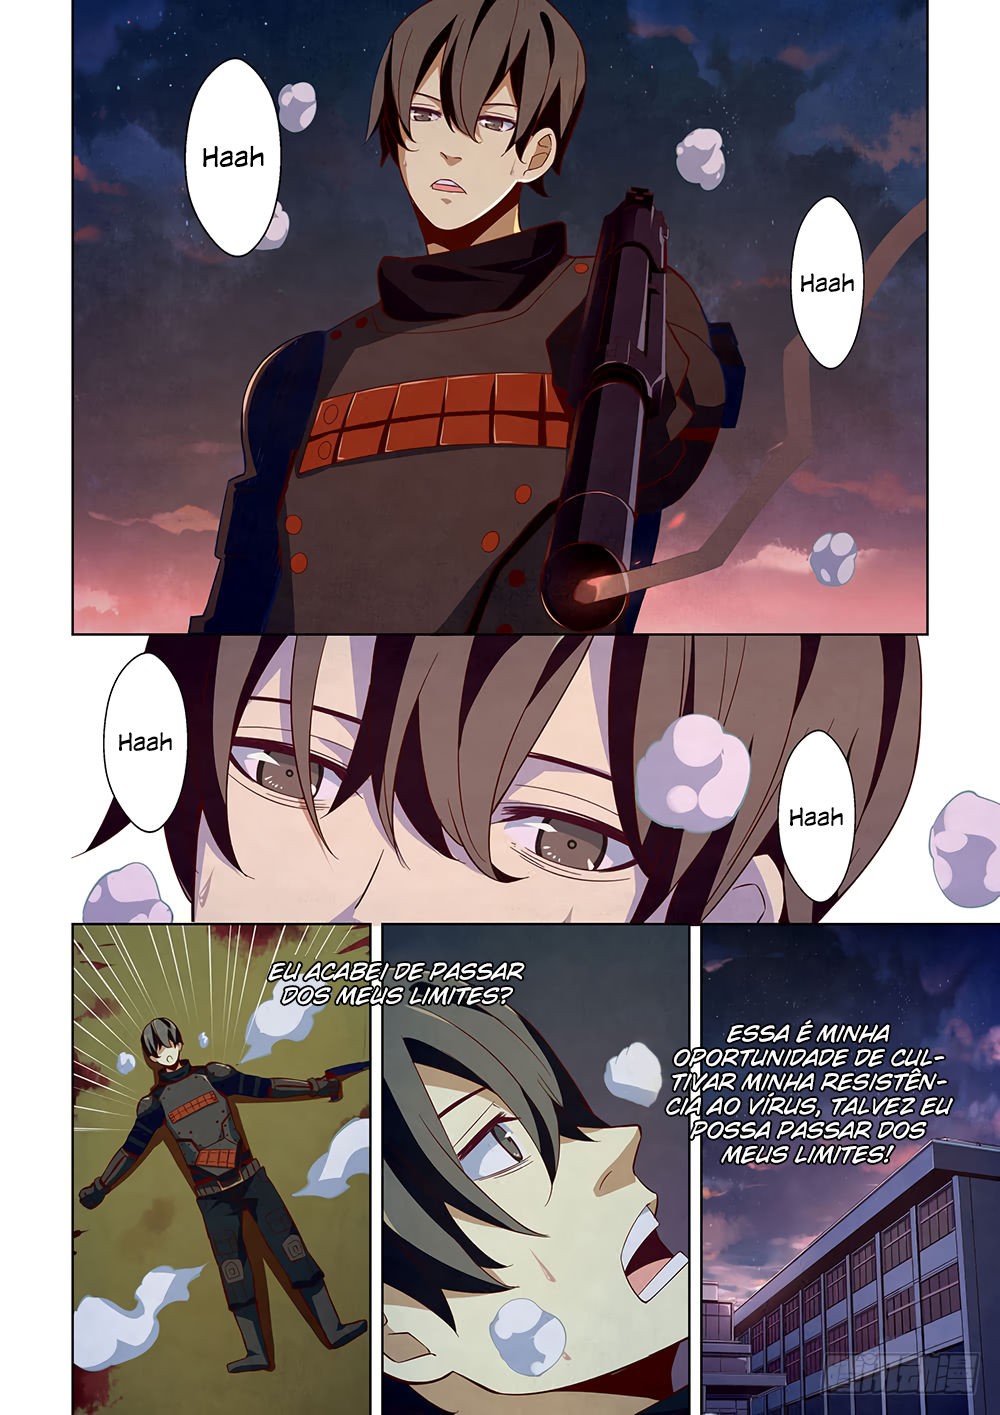 Haah
Haah
Haah
Haah
EU ACABEI DE PASSAR
DOS MEUS LIMITES?
ESSA É MINHA
OPORTUNIDADE DE CUL-
TIVAR MINHA RESISTÊN-
CIA AO VÍRUS, TALVEZ EU
POSSA PASSAR DOS
MEUS LIMITES!